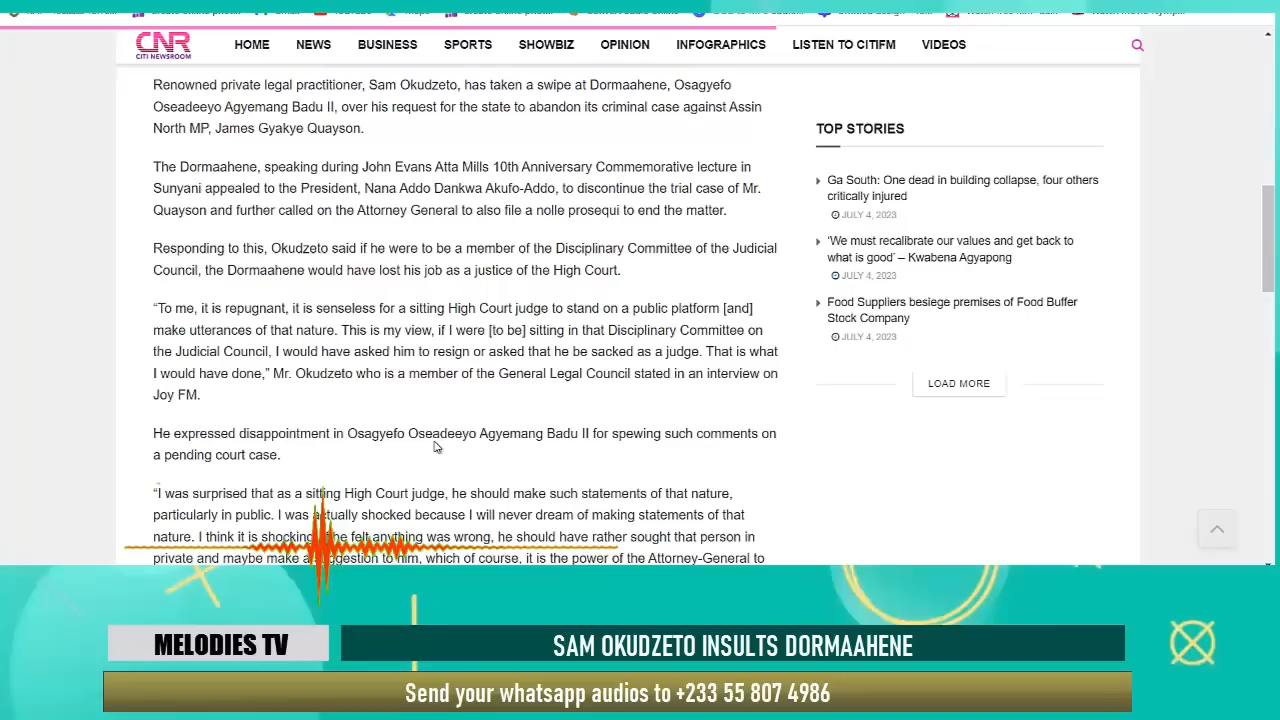 CNR
CITI NEWSROOM
HOME
NEWS
BUSINESS
SPORTS
SHOWBIZ
OPINION
INFOGRAPHICS
LISTEN TO CITIFM
VIDEOS
Renowned private legal practitioner, Sam Okudzeto, has taken a swipe at Dormaahene, Osagyefo
Oseadeeyo Agyemang Badu II, over his request for the state to abandon its criminal case against Assin
North MP, James Gyakye Quayson.
The Dormaahene, speaking during John Evans Atta Mills 10th Anniversary Commemorative lecture in
Sunyani appealed to the President, Nana Addo Dankwa Akufo-Addo, to discontinue the trial case of Mr.
Quayson and further called on the Attorney General to also file a nolle prosequi to end the matter.
Responding to this, Okudzeto said if he were to be a member of the Disciplinary Committee of the Judicial
Council, the Dormaahene would have lost his job as a justice of the High Court.
“To me, it is repugnant, it is senseless for a sitting High Court judge to stand on a public platform [and]
make utterances of that nature. This is my view, if I were [to be] sitting in that Disciplinary Committee on
the Judicial Council, I would have asked him to resign or asked that he be sacked as a judge. That is what
I would have done,” Mr. Okudzeto who is a member of the General Legal Council stated in an interview on
Joy FM.
He expressed disappointment in Osagyefo Oseadeeyo Agyemang Badu II for spewing such comments on
a pending court case.
“I was surprised that as a sitting High Court judge, he should make such statements of that nature,
particularly in public. I was actually shocked because I will never dream of making statements of that
nature. I think it is shocking. he felt anything was wrong, he should have rather sought that person in
private and maybe make a suggestion to him, which of course, it is the power of the Attorney-General to
TOP STORIES
Ga South: One dead in building collapse, four others
critically injured
JULY 4, 2023
‘We must recalibrate our values and get back to
what is good’ – Kwabena Agyapong
JULY 4, 2023
Food Suppliers besiege premises of Food Buffer
Stock Company
JULY 4, 2023
LOAD MORE
MELODIES TV
SAM OKUDZETO INSULTS DORMAAHENE
Send your whatsapp audios to +233 55 807 4986